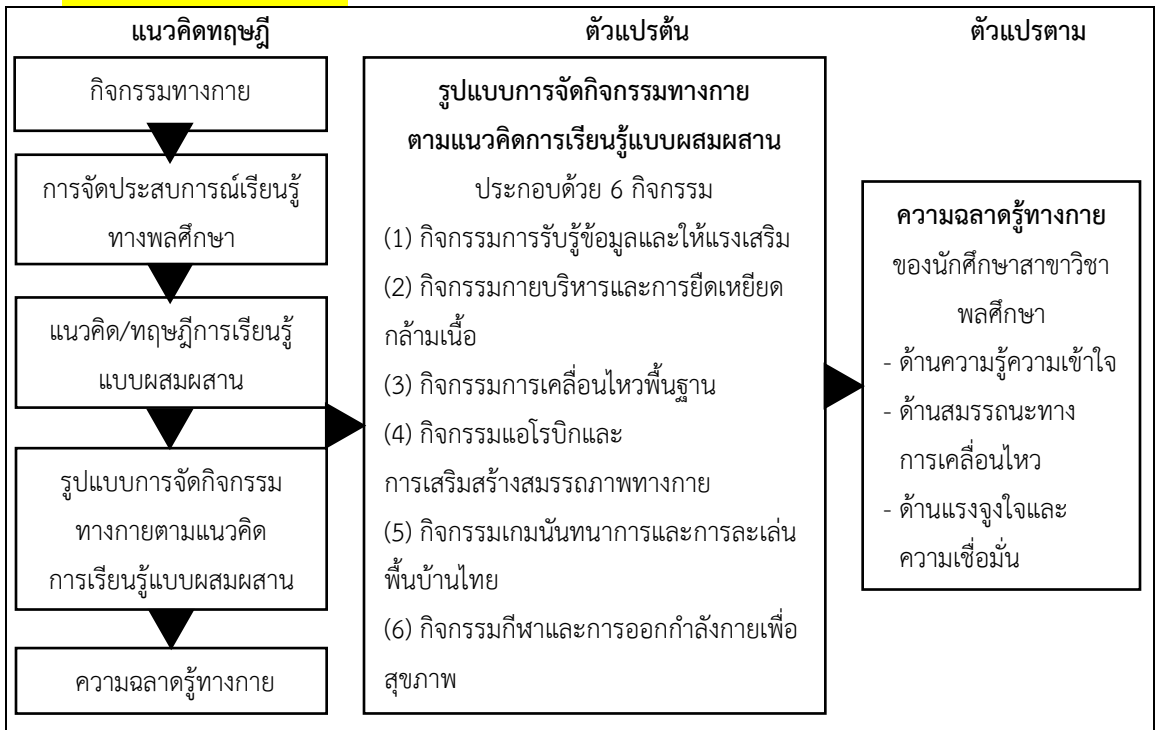 แนวคิดทฤษฎี
กิจกรรมทางกาย
การจัดประสบการณ์เรียนรู้
ทางพลศึกษา
แนวคิด/ทฤษฎีการเรียนรู้
แบบผสมผสาน
รูปแบบการจัดกิจกรรม
ทางกายตามแนวคิด
การเรียนรู้แบบผสมผสาน
ความฉลาดรู้ทางกาย
ตัวแปรต้น
รูปแบบการจัดกิจกรรมทางกาย
ตามแนวคิดการเรียนรู้แบบผสมผสาน
ประกอบด้วย 6 กิจกรรม
(1) กิจกรรมการรับรู้ข้อมูลและให้แรงเสริม
(2) กิจกรรมกายบริหารและการยืดเหยียด
กล้ามเนื้อ
(3) กิจกรรมการเคลื่อนไหวพื้นฐาน
(4) กิจกรรมแอโรบิกและ
การเสริมสร้างสมรรถภาพทางกาย
(5) กิจกรรมเกมนันทนาการและการละเล่น
พื้นบ้านไทย
(6) กิจกรรมกีฬาและการออกกำลังกายเพื่อ
สุขภาพ
ตัวแปรตาม
ความฉลาดรู้ทางกาย
ของนักศึกษาสาขาวิชา
พลศึกษา
- ด้านความรู้ความเข้าใจ
- ด้านสมรรถนะทาง
การเคลื่อนไหว
- ด้านแรงจูงใจและ
ความเชื่อมั่น